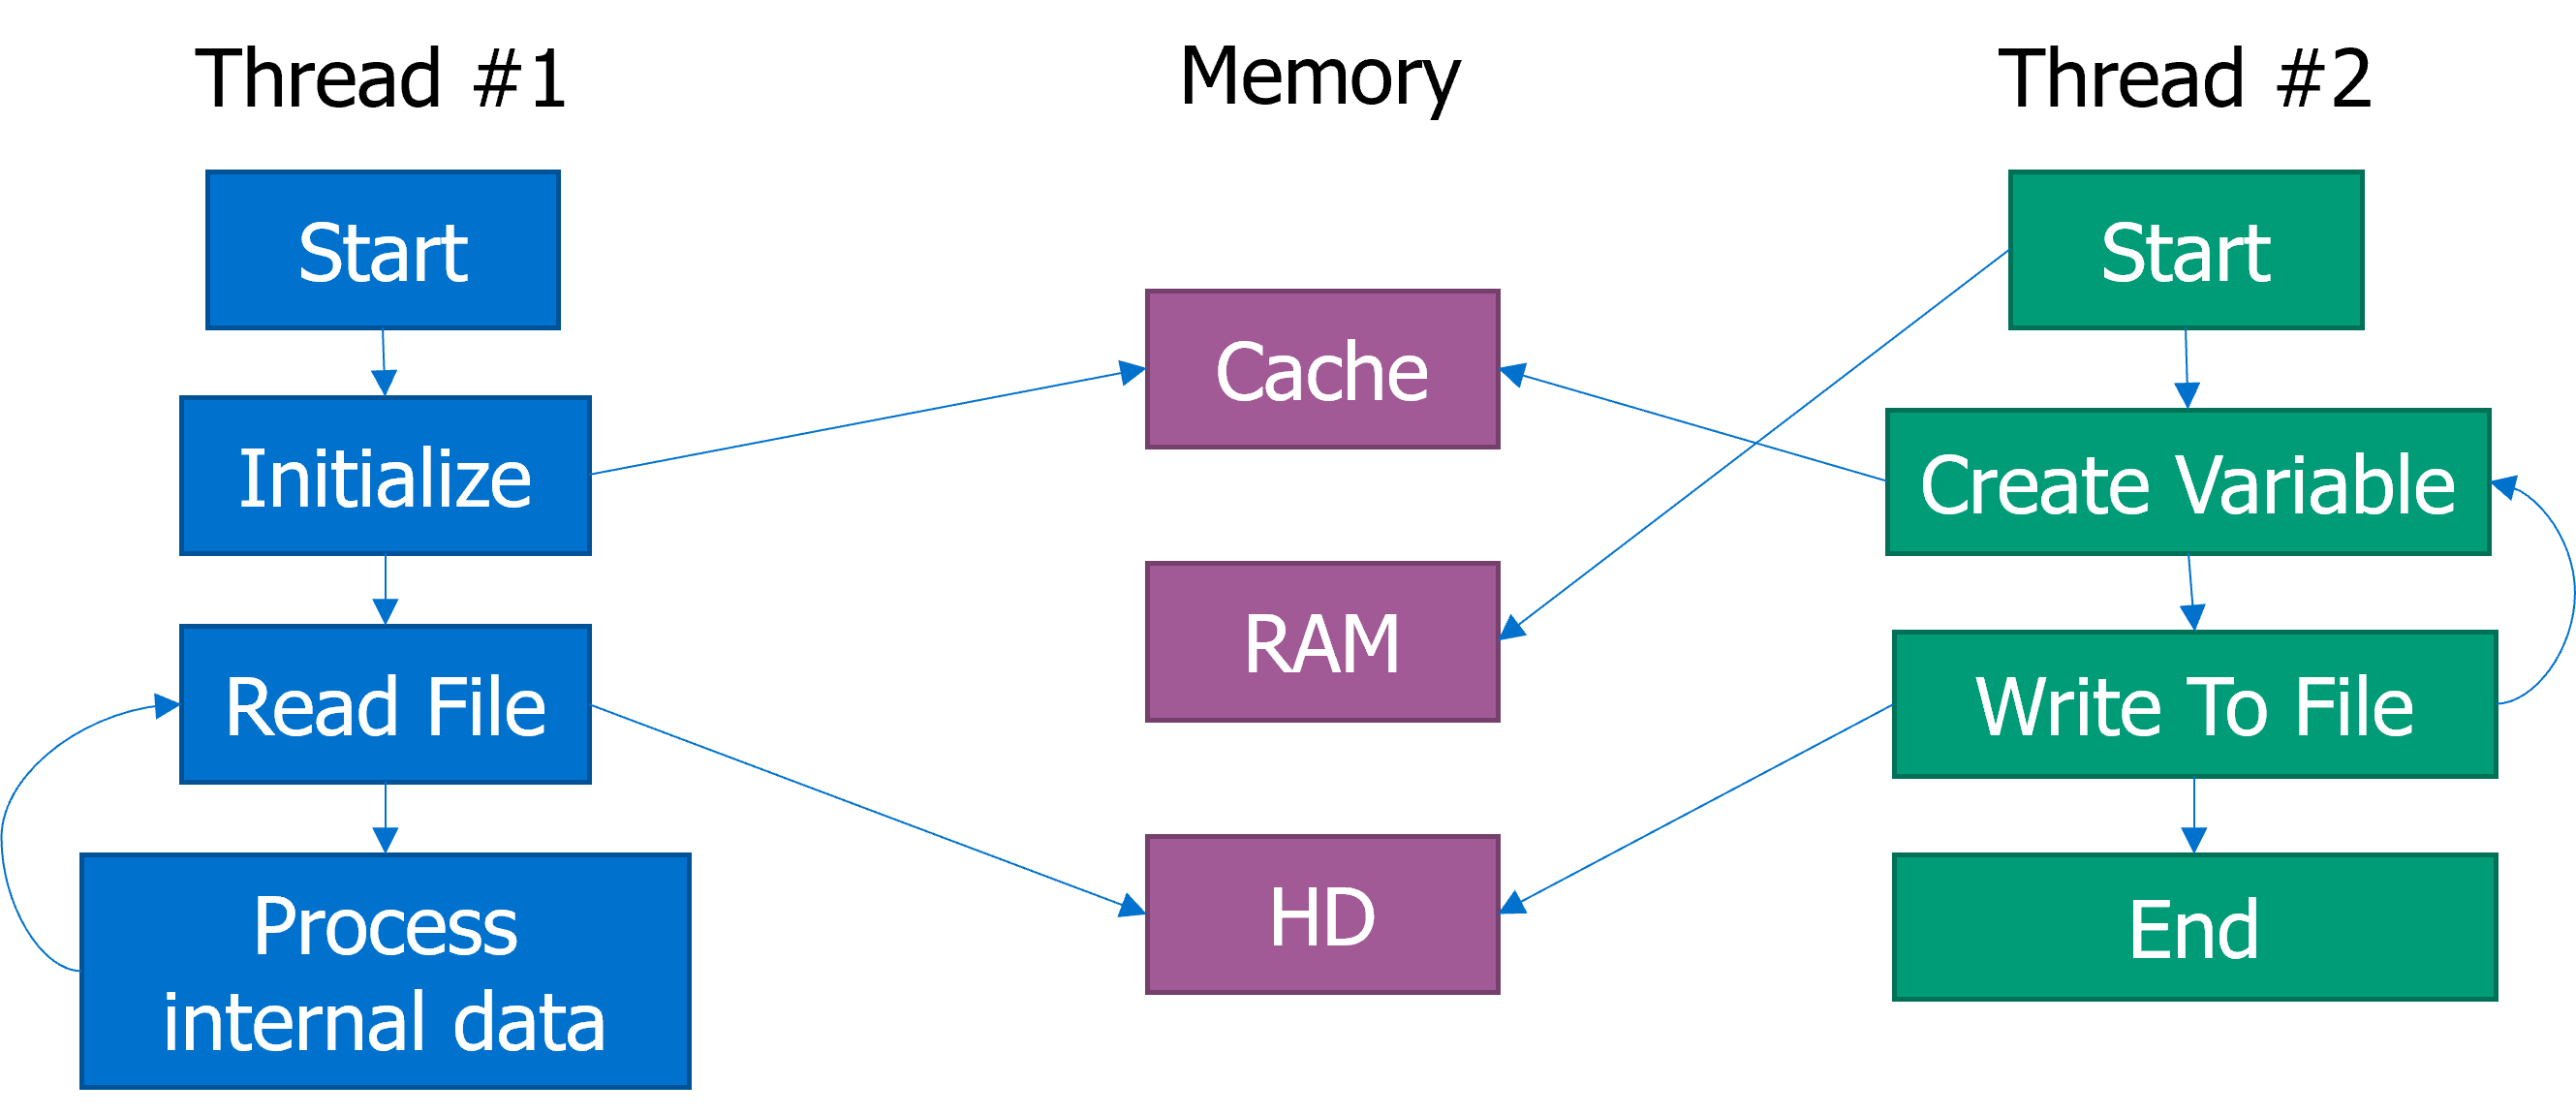 Thread #1
Memory
Thread #2
Start
Initialize
Read File
Process
internal data
Cache
RAM
HD
Start
Create Variable
Write To File
End